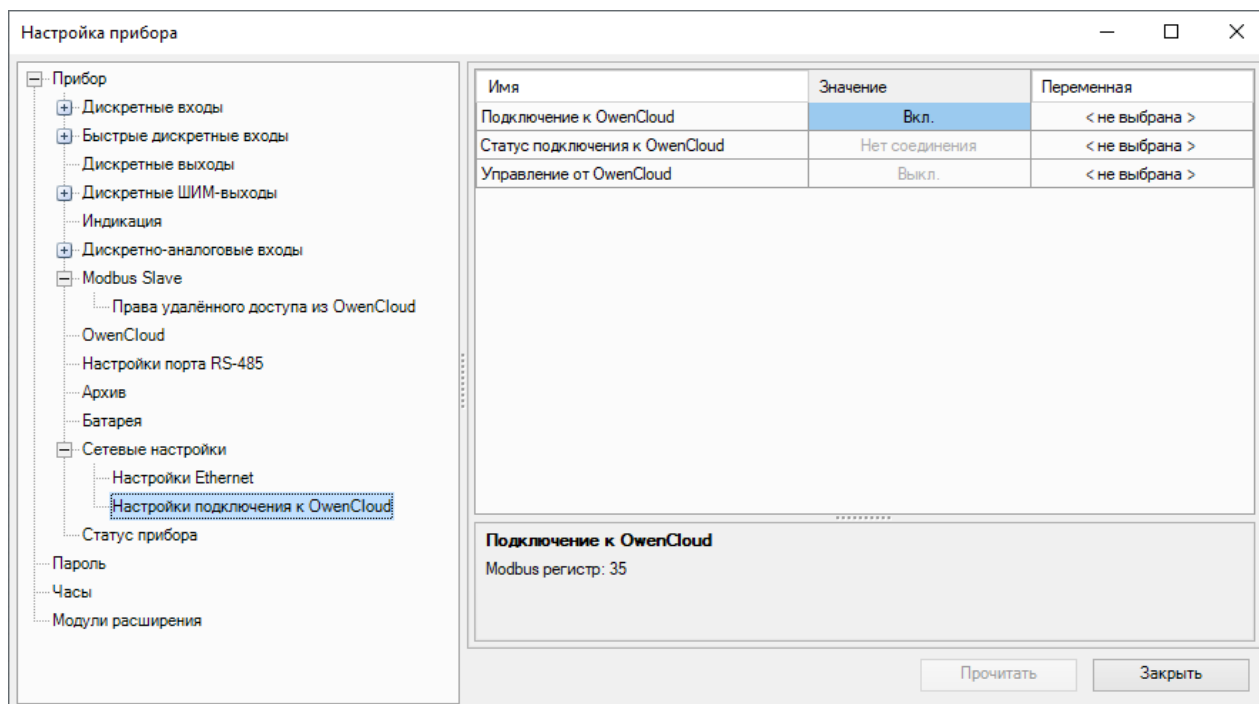 Настройка прибора
Прибор
Дискретные входы
Быстрые дискретные входы
Дискретные выходы
Дискретные ШИМ-выходы
Индикация
Дискретно-аналоговые входы
Modbus Slave
Права удалённого доступа из OwenCloud
OwenCloud
Настройки порта RS-485
Архив
Батарея
Сетевые настройки
Настройки Ethernet
Настройки подключения к OwenCloud
Статус прибора
Пароль
Часы
Модули расширения
Имя Значение Переменная
Подключение к OwenCloud Вкл. < не выбрана >
Статус подключения к OwenCloud Нет соединения < не выбрана >
Управление от OwenCloud Выкл. < не выбрана >
Подключение к OwenCloud
Modbus регистр: 35
Прочитать Закрыть